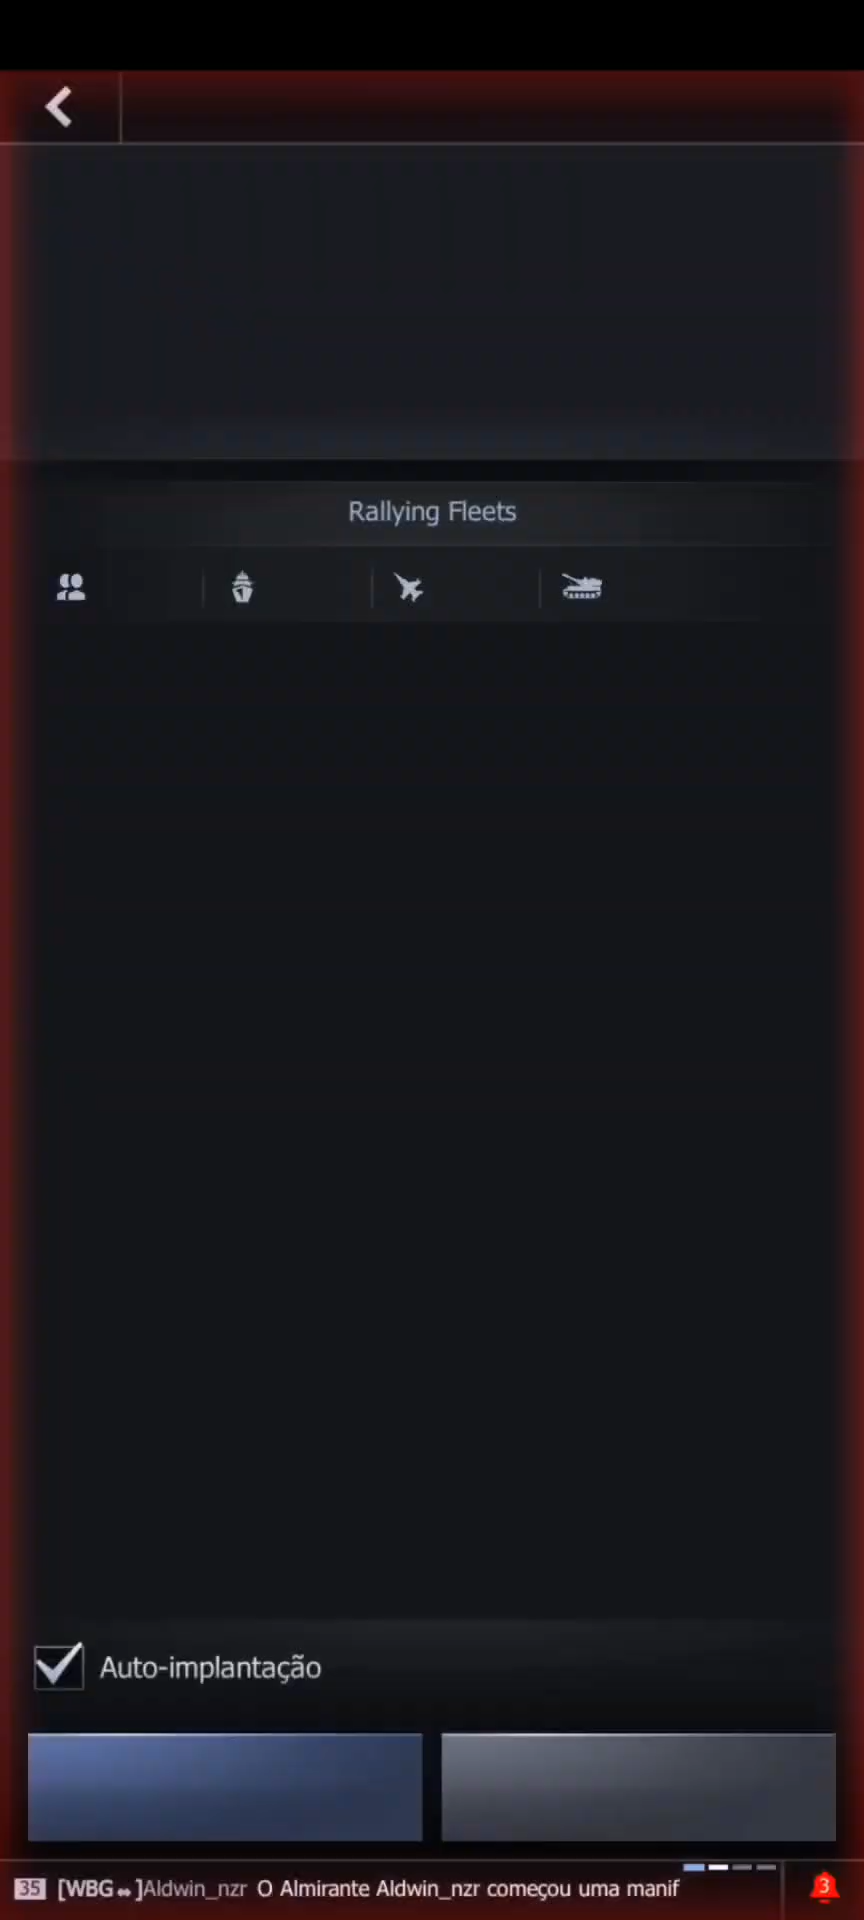 Rallying Fleets
Auto-implantação
35 [WBG]Aldwin_nzr O Almirante Aldwin_nzr começou uma manif
3